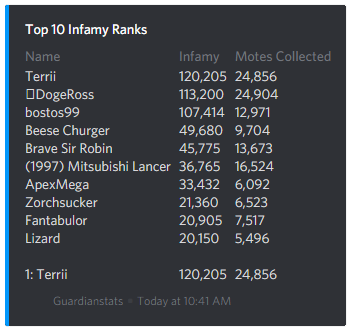 Top 10 Infamy Ranks
Name Infamy Motes Collected
Terrii 120,205 24,856
▯DogeRoss 113,200 24,904
bostos99 107,414 12,971
Beese Churger 49,680 9,704
Brave Sir Robin 45,775 13,673
(1997) Mitsubishi Lancer 36,765 16,524
ApexMega 33,432 6,092
Zorchsucker 21,360 6,523
Fantabulor 20,905 7,517
Lizard 20,150 5,496
1: Terrii 120,205 24,856
Guardianstats • Today at 10:41 AM